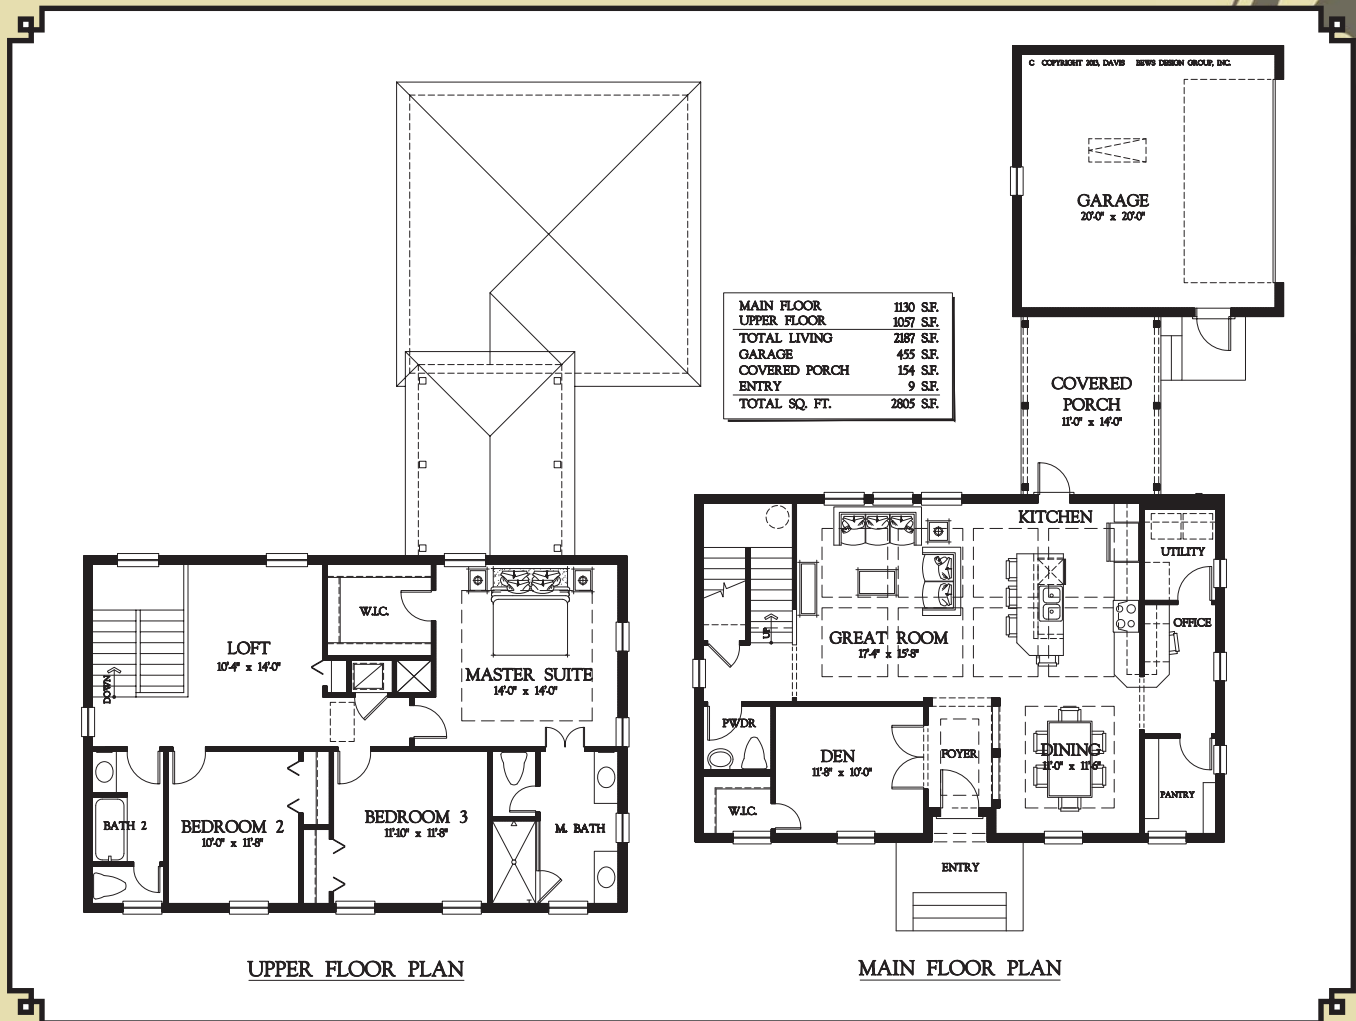 C COPYRIGHT 2013, DAVIS BEWS DESIGN GROUP, INC.
GARAGE
20'-0" x 20'-0"
MAIN FLOOR 1130 S.F.
UPPER FLOOR 1057 S.F.
TOTAL LIVING 2187 S.F.
GARAGE 455 S.F.
COVERED PORCH 154 S.F.
ENTRY 9 S.F.
TOTAL SQ. FT. 2805 S.F.
COVERED
PORCH
11'-0" x 14'-0"
KITCHEN
UTILITY
OFFICE
UP
GREAT ROOM
17'-4" x 15'-8"
PWDR
DEN
11'-8" x 10'-0"
FOYER
DINING
11'-0" x 11'-6"
PANTRY
W.I.C.
ENTRY
MAIN FLOOR PLAN
W.I.C.
LOFT
10'-4" x 14'-0"
DOWN
MASTER SUITE
14'-0" x 14'-0"
BATH 2
BEDROOM 2
10'-0" x 11'-8"
BEDROOM 3
11'-10" x 11'-8"
M. BATH
UPPER FLOOR PLAN